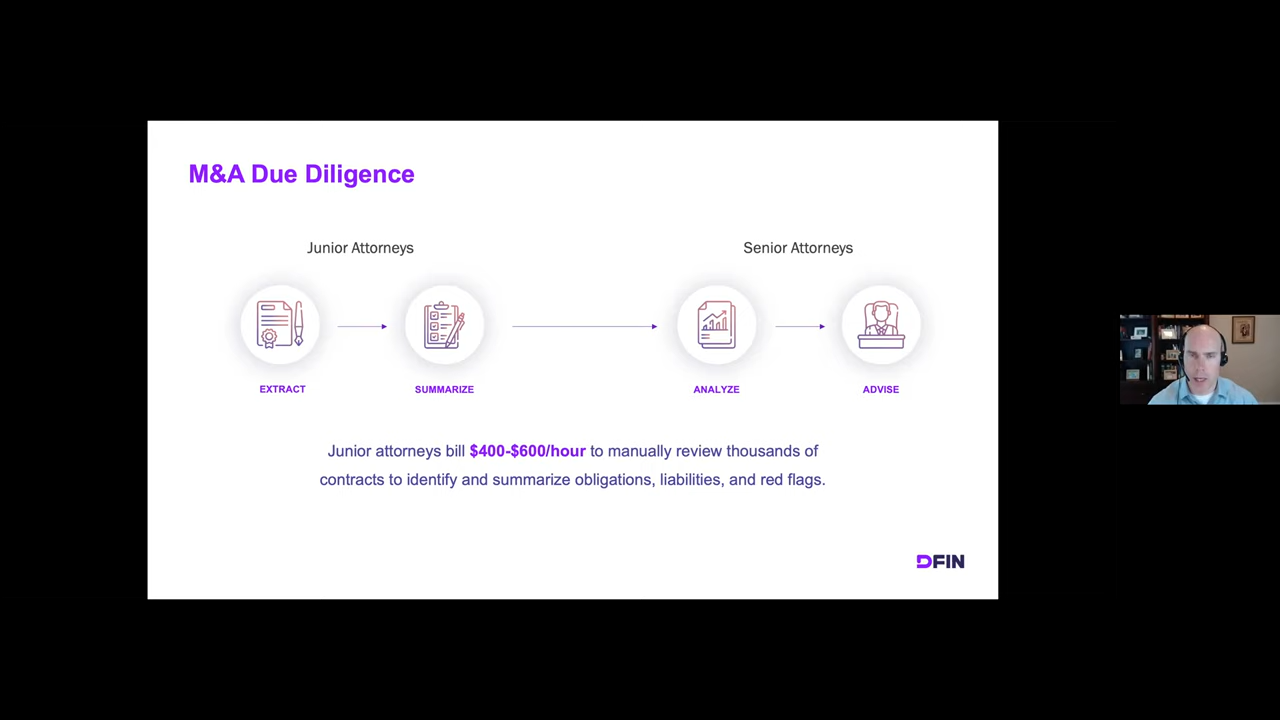 M&A Due Diligence
Junior Attorneys
Senior Attorneys
EXTRACT
SUMMARIZE
ANALYZE
ADVISE
Junior attorneys bill $400-$600/hour to manually review thousands of
contracts to identify and summarize obligations, liabilities, and red flags.
DFIN